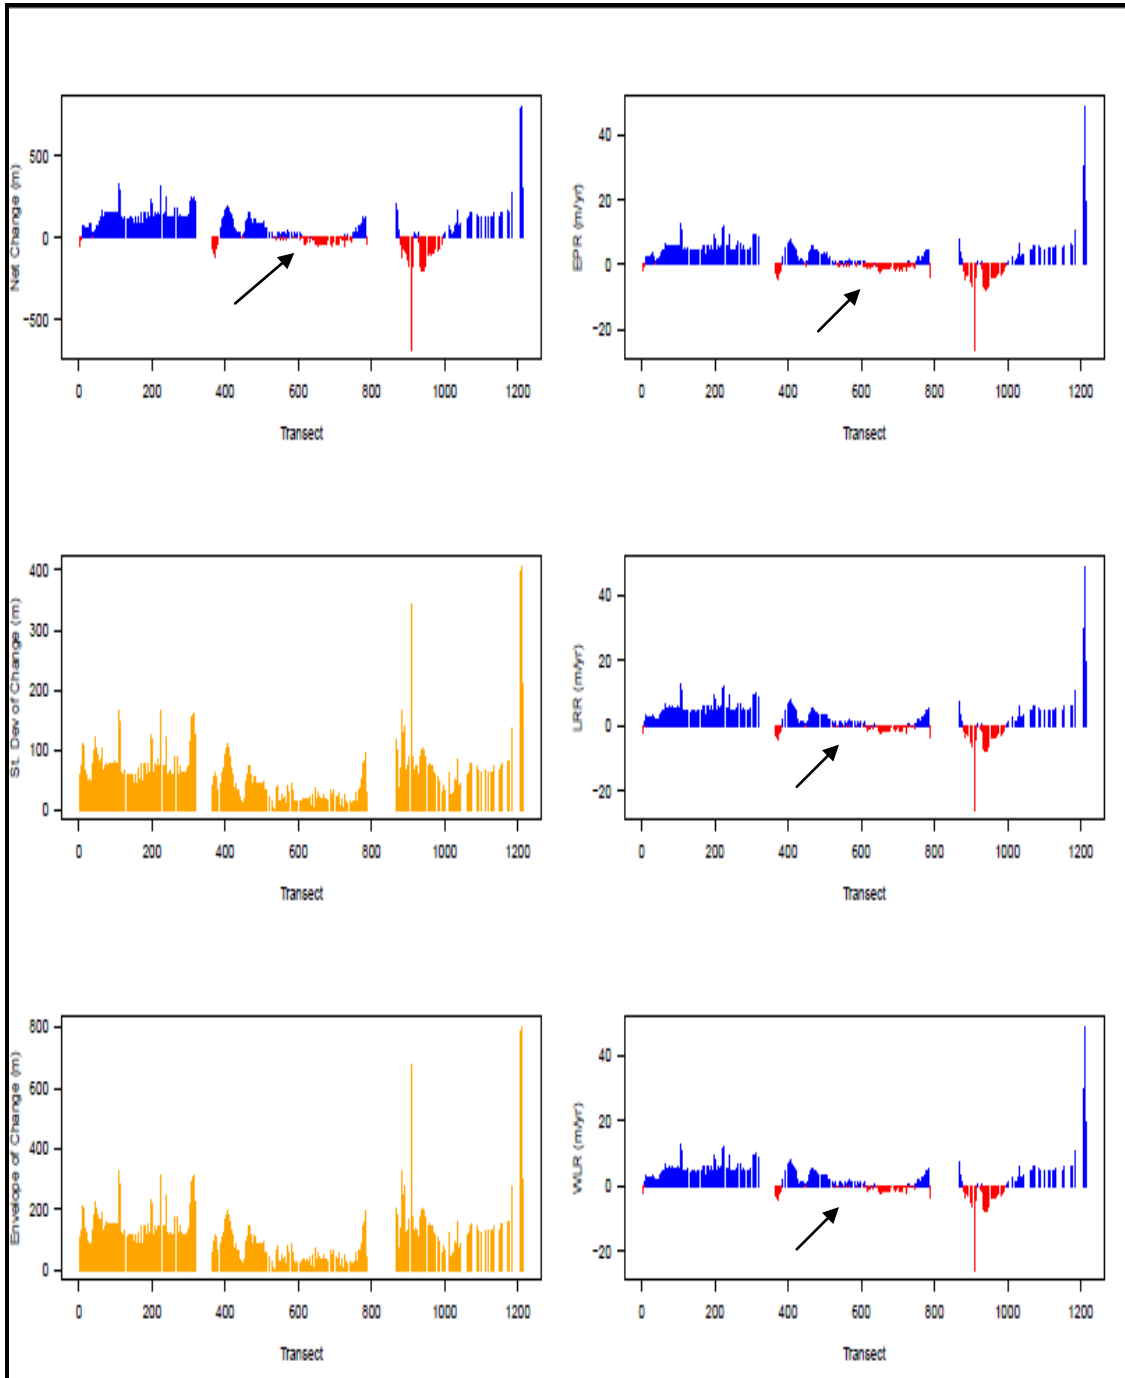 Net Change (m)
500
0
−500
0 200 400 600 800 1000 1200
Transect
EPR (m/yr)
40
20
0
−20
0 200 400 600 800 1000 1200
Transect
St. Dev of Change (m)
400
300
200
100
0
0 200 400 600 800 1000 1200
Transect
LRR (m/yr)
40
20
0
−20
0 200 400 600 800 1000 1200
Transect
Envelope of Change (m)
800
600
400
200
0
0 200 400 600 800 1000 1200
Transect
WLR (m/yr)
40
20
0
−20
0 200 400 600 800 1000 1200
Transect